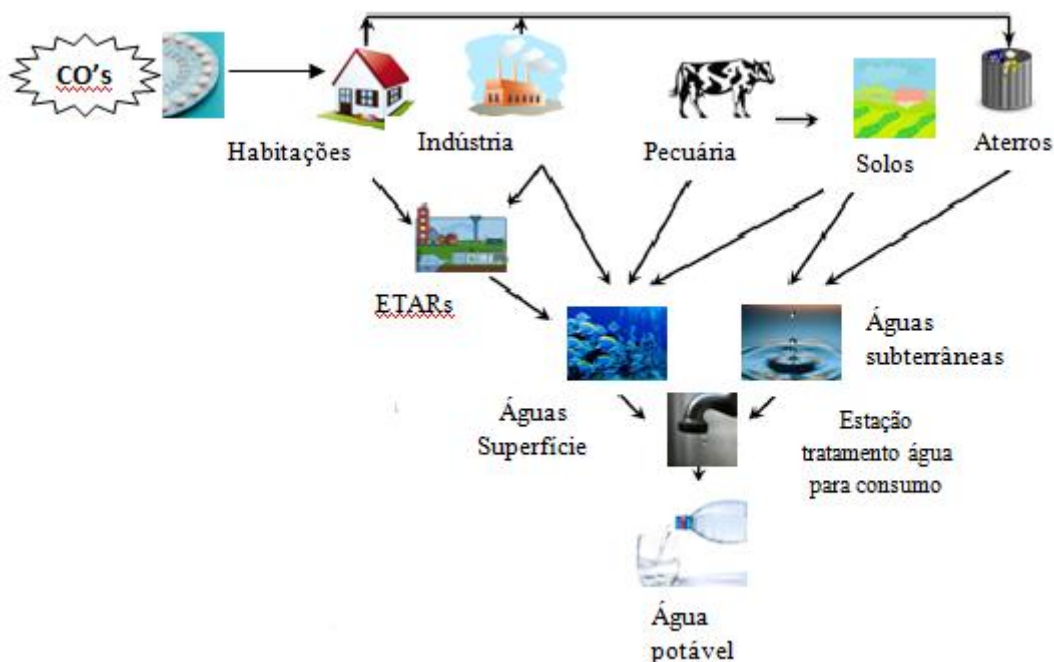 CO's
Habitações
Indústria
Pecuária
Solos
Aterros
ETARs
Águas
subterrâneas
Águas
Superfície
Estação
tratamento água
para consumo
Água
potável